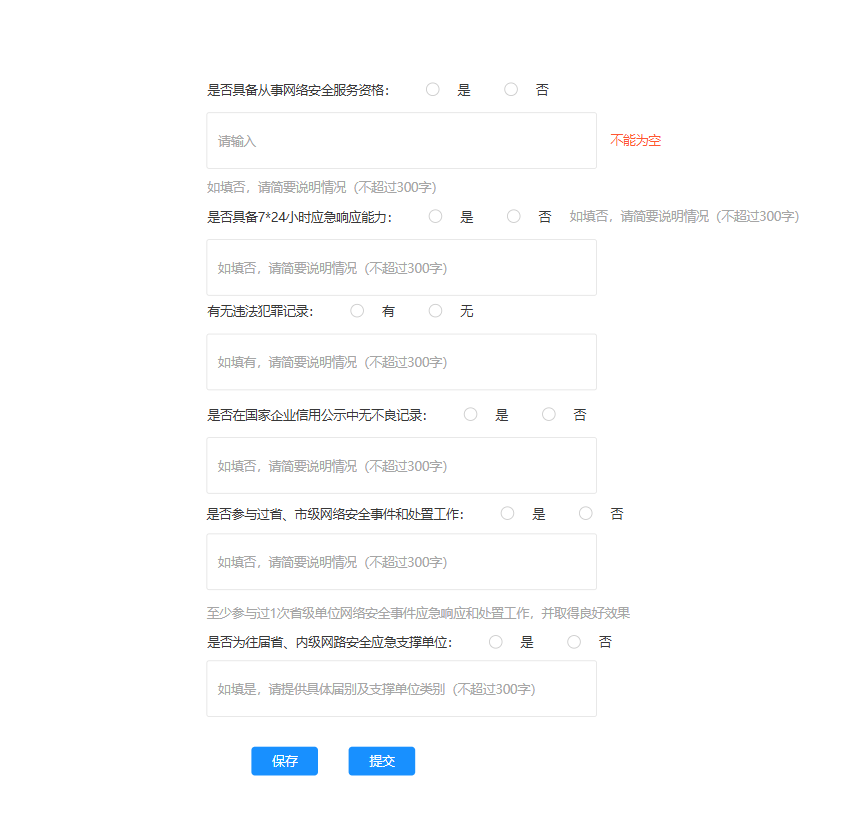 是否具备从事网络安全服务资格： 是 否
请输入 不能为空
如填否，请简要说明情况（不超过300字）
是否具备7*24小时应急响应能力： 是 否 如填否，请简要说明情况（不超过300字）
如填否，请简要说明情况（不超过300字）
有无违法犯罪记录： 有 无
如填有，请简要说明情况（不超过300字）
是否在国家企业信用公示中无不良记录： 是 否
如填否，请简要说明情况（不超过300字）
是否参与过省、市级网络安全事件和处置工作： 是 否
如填否，请简要说明情况（不超过300字）
至少参与过1次省级单位网络安全事件应急响应和处置工作，并取得良好效果
是否为往届省、内级网路安全应急支撑单位： 是 否
如填是，请提供具体届别及支撑单位类别（不超过300字）
保存 提交